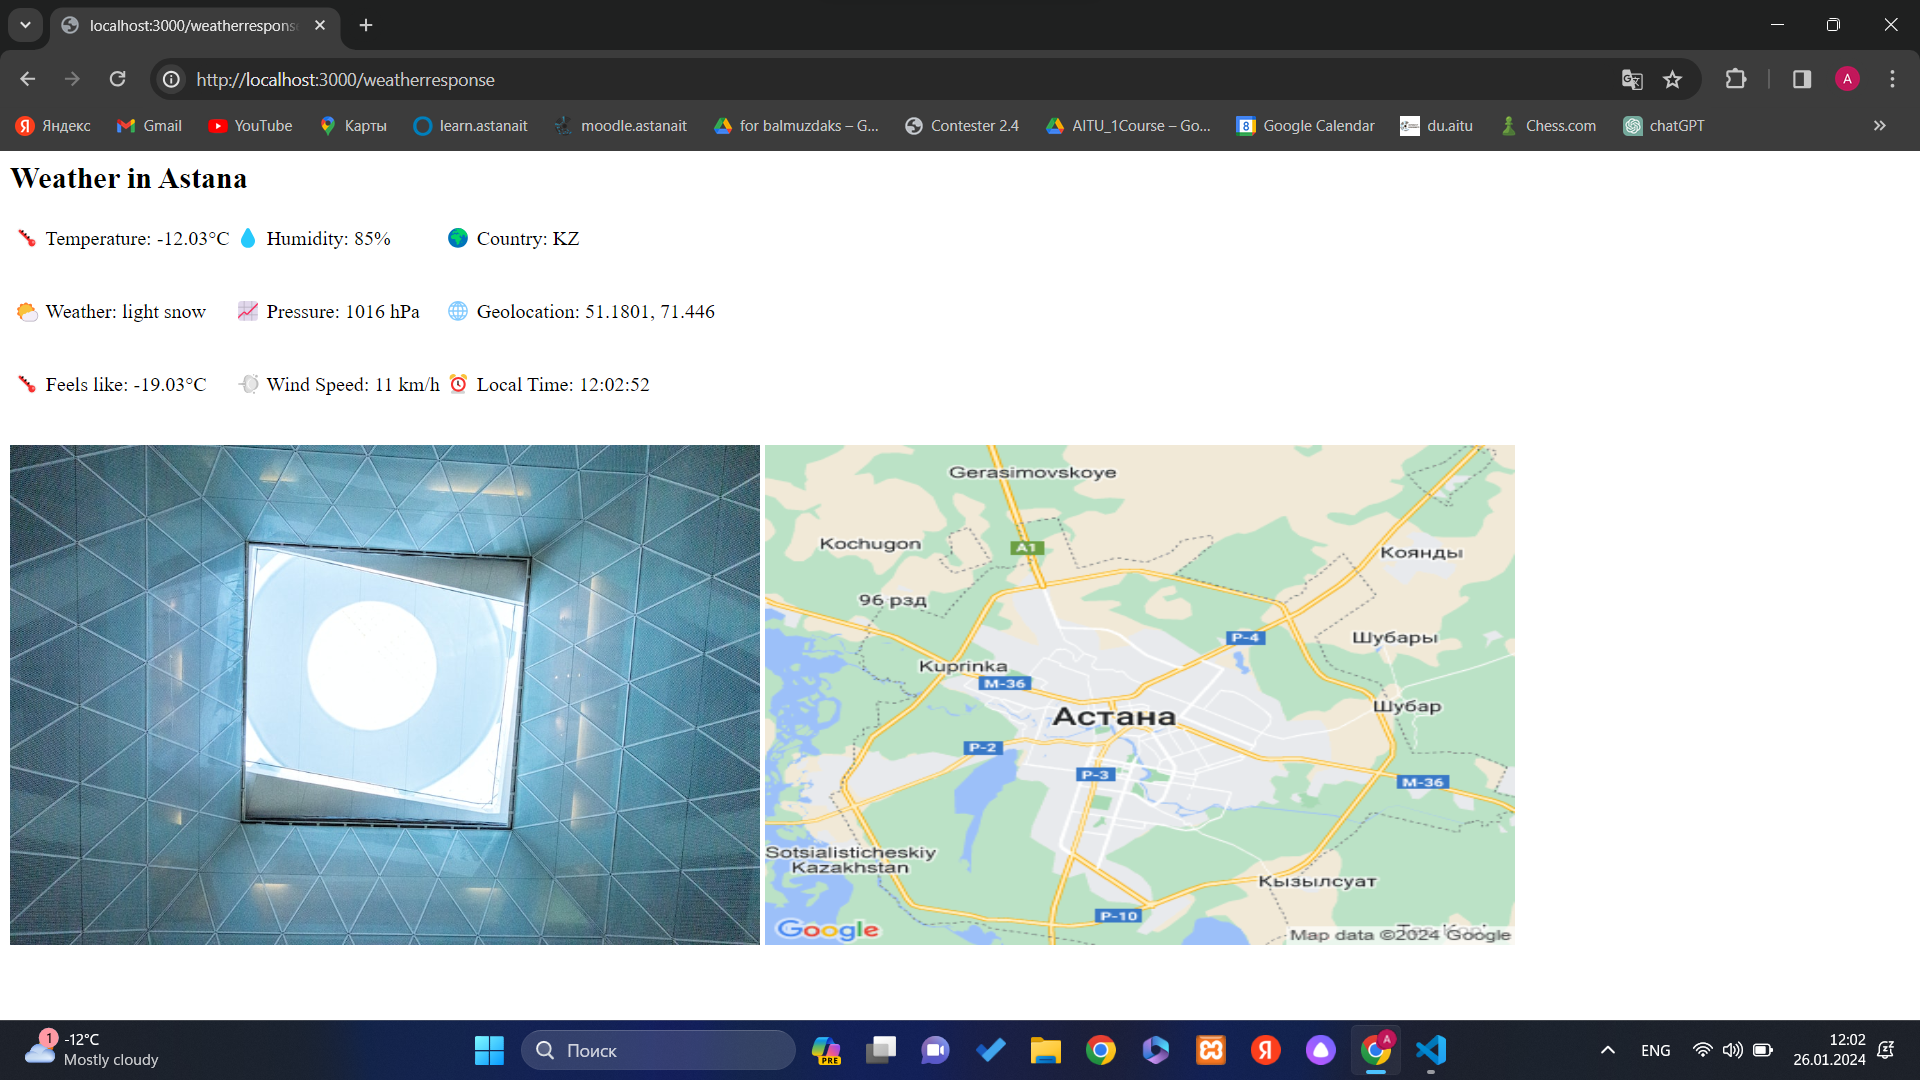 localhost:3000/weatherrespons
http://localhost:3000/weatherresponse
Яндекс Gmail YouTube Карты learn.astanait moodle.astanait for balmuzdaks – G... Contester 2.4 AITU_1Course – Go... Google Calendar du.aitu Chess.com chatGPT
Weather in Astana
Temperature: -12.03°C Humidity: 85% Country: KZ
Weather: light snow Pressure: 1016 hPa Geolocation: 51.1801, 71.446
Feels like: -19.03°C Wind Speed: 11 km/h Local Time: 12:02:52
Gerasimovskoye
Kochugon
A1
Коянды
96 рзд
P-4
Шубары
Kuprinka
M-36
Шубар
Астана
P-2
P-3
M-36
Sotsialisticheskiy
Kazakhstan
Кызылсуат
P-10
Google
Map data ©2024 Google
1
-12°C
Mostly cloudy
Поиск
PRE
ENG
12:02
26.01.2024